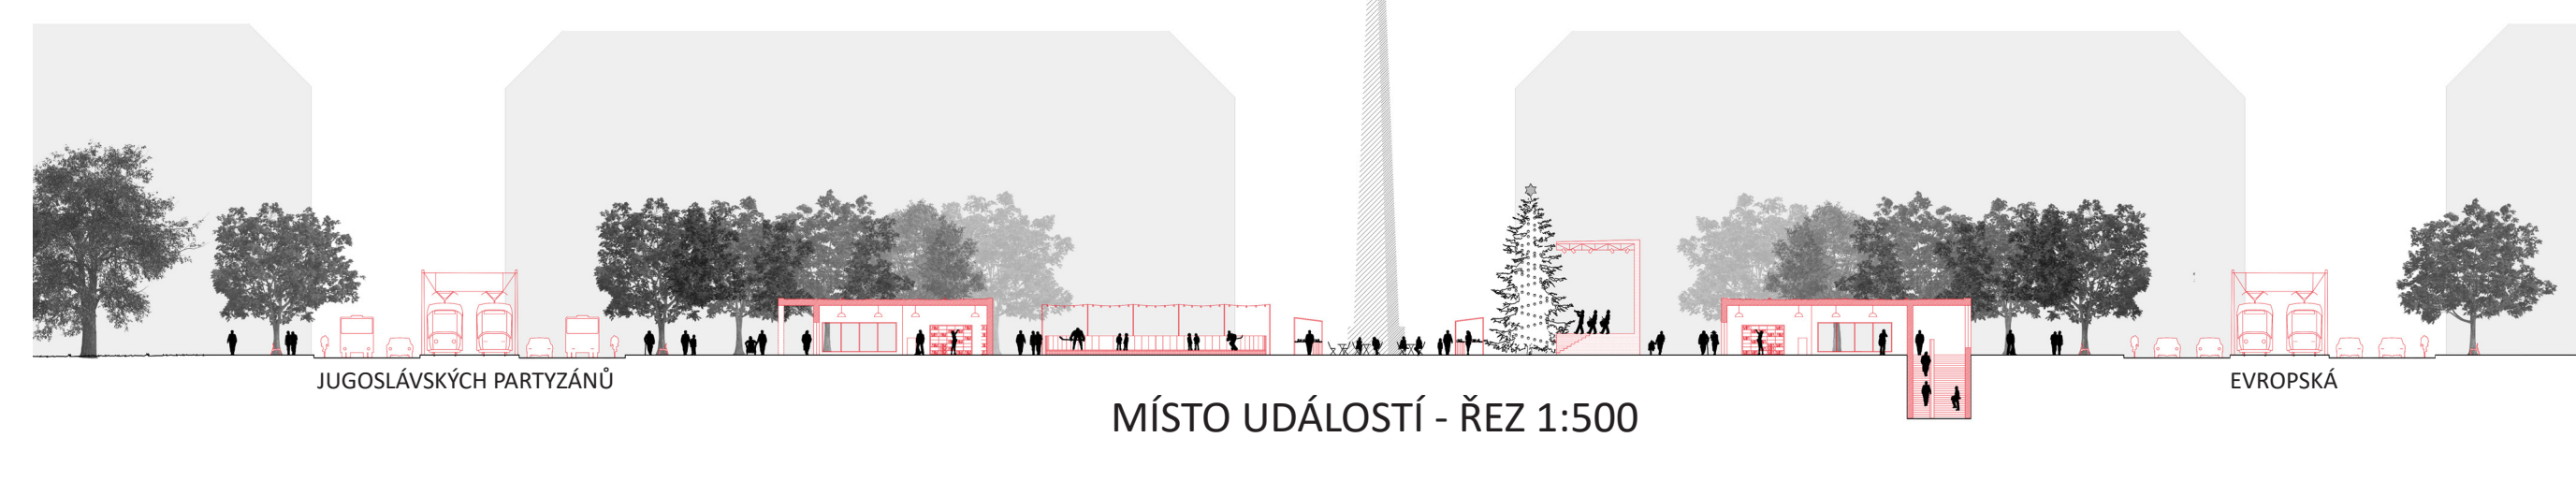 JUGOSLÁVSKÝCH PARTYZÁNŮ
EVROPSKÁ
MÍSTO UDÁLOSTÍ - ŘEZ 1:500